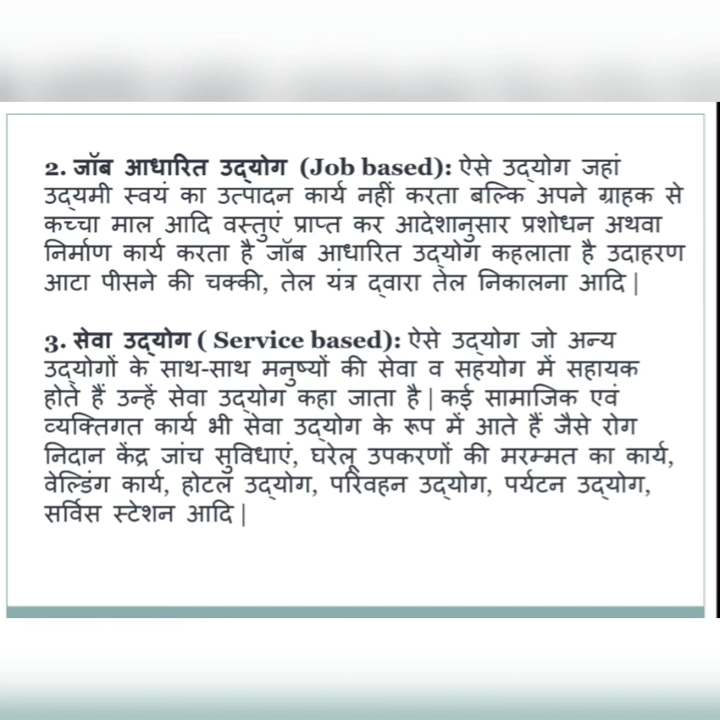 2. जॉब आधारित उद्योग (Job based): ऐसे उद्योग जहां
उद्यमी स्वयं का उत्पादन कार्य नहीं करता बल्कि अपने ग्राहक से
कच्चा माल आदि वस्तुएं प्राप्त कर आदेशानुसार प्रशोधन अथवा
निर्माण कार्य करता है जॉब आधारित उद्योग कहलाता है उदाहरण
आटा पीसने की चक्की, तेल यंत्र द्वारा तेल निकालना आदि |
3. सेवा उद्योग ( Service based): ऐसे उद्योग जो अन्य
उद्योगों के साथ-साथ मनुष्यों की सेवा व सहयोग में सहायक
होते हैं उन्हें सेवा उद्योग कहा जाता है | कई सामाजिक एवं
व्यक्तिगत कार्य भी सेवा उद्योग के रूप में आते हैं जैसे रोग
निदान केंद्र जांच सुविधाएं, घरेलू उपकरणों की मरम्मत का कार्य,
वेल्डिंग कार्य, होटल उद्योग, परिवहन उद्योग, पर्यटन उद्योग,
सर्विस स्टेशन आदि |